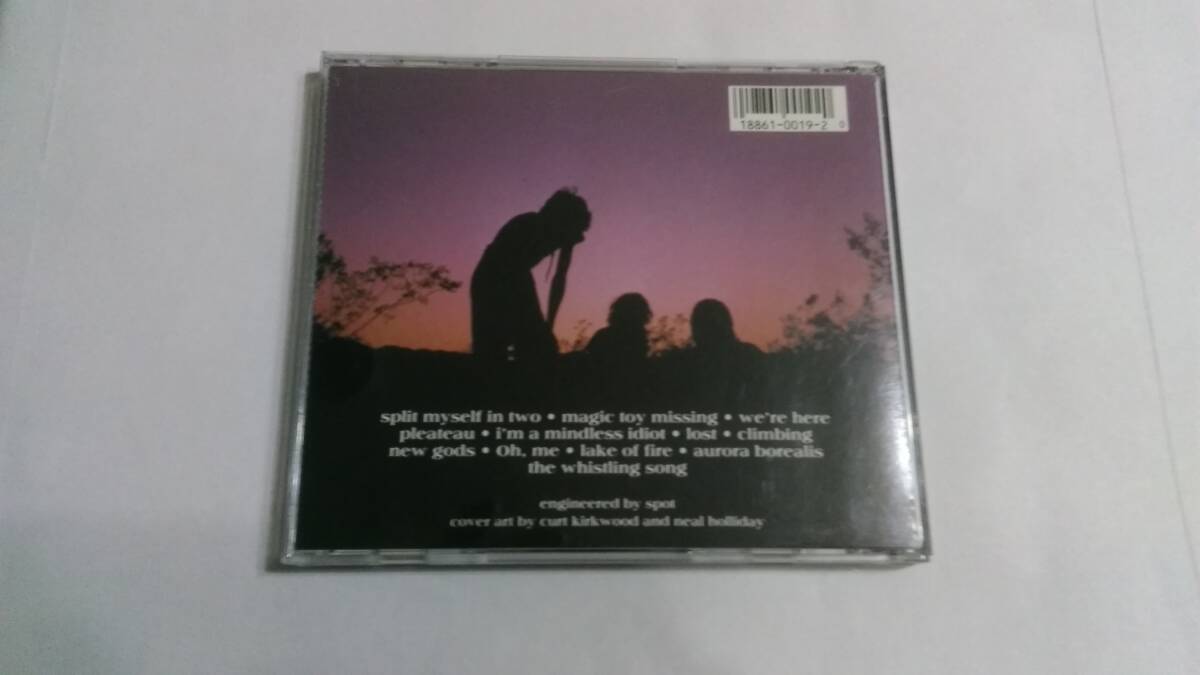 18861-0019-2 0
split myself in two • magic toy missing • we're here
pleateau • i'm a mindless idiot • lost • climbing
new gods • Oh, me • lake of fire • aurora borealis
the whistling song
engineered by spot
cover art by curt kirkwood and neal holliday